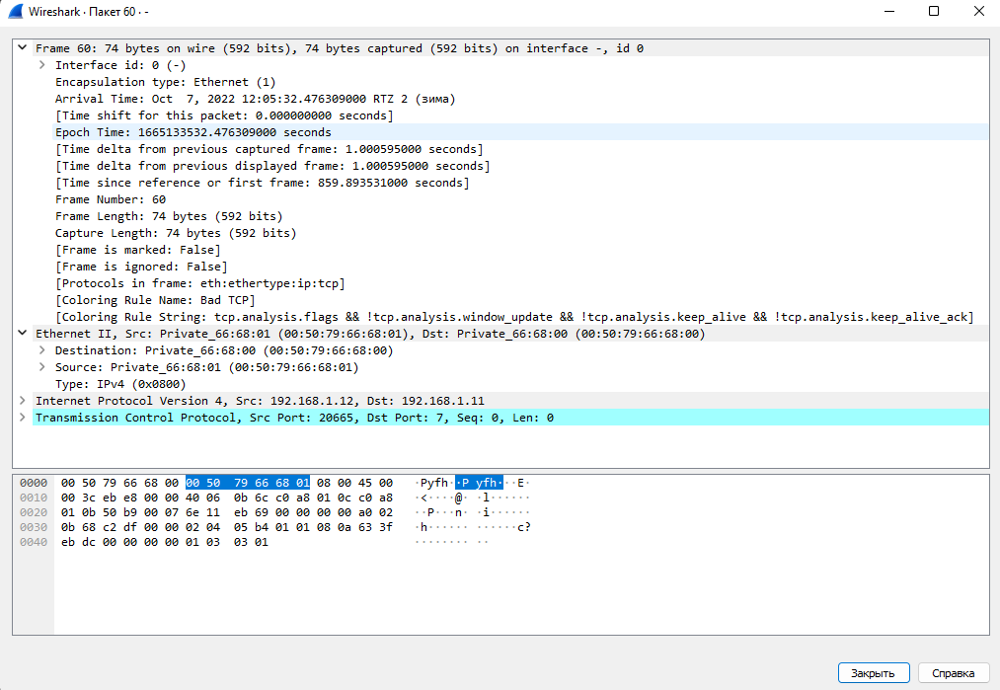 Wireshark · Пакет 60 · -
Frame 60: 74 bytes on wire (592 bits), 74 bytes captured (592 bits) on interface -, id 0
Interface id: 0 (-)
Encapsulation type: Ethernet (1)
Arrival Time: Oct  7, 2022 12:05:32.476309000 RTZ 2 (зима)
[Time shift for this packet: 0.000000000 seconds]
Epoch Time: 1665133532.476309000 seconds
[Time delta from previous captured frame: 1.000595000 seconds]
[Time delta from previous displayed frame: 1.000595000 seconds]
[Time since reference or first frame: 859.893531000 seconds]
Frame Number: 60
Frame Length: 74 bytes (592 bits)
Capture Length: 74 bytes (592 bits)
[Frame is marked: False]
[Frame is ignored: False]
[Protocols in frame: eth:ethertype:ip:tcp]
[Coloring Rule Name: Bad TCP]
[Coloring Rule String: tcp.analysis.flags && !tcp.analysis.window_update && !tcp.analysis.keep_alive && !tcp.analysis.keep_alive_ack]
Ethernet II, Src: Private_66:68:01 (00:50:79:66:68:01), Dst: Private_66:68:00 (00:50:79:66:68:00)
Destination: Private_66:68:00 (00:50:79:66:68:00)
Source: Private_66:68:01 (00:50:79:66:68:01)
Type: IPv4 (0x0800)
Internet Protocol Version 4, Src: 192.168.1.12, Dst: 192.168.1.11
Transmission Control Protocol, Src Port: 20665, Dst Port: 7, Seq: 0, Len: 0
0000 00 50 79 66 68 00 00 50 79 66 68 01 08 00 45 00 ·Pyfh··P yfh···E·
0010 00 3c eb e8 00 00 40 06 0b 6c c0 a8 01 0c c0 a8 ·<····@· ·l······
0020 01 0b 50 b9 00 07 6e 11 eb 69 00 00 00 00 a0 02 ··P···n· ·i······
0030 0b 68 c2 df 00 00 02 04 05 b4 01 01 08 0a 63 3f ·h······ ······c?
0040 eb dc 00 00 00 00 01 03 03 01 ········ ··
Закрыть
Справка